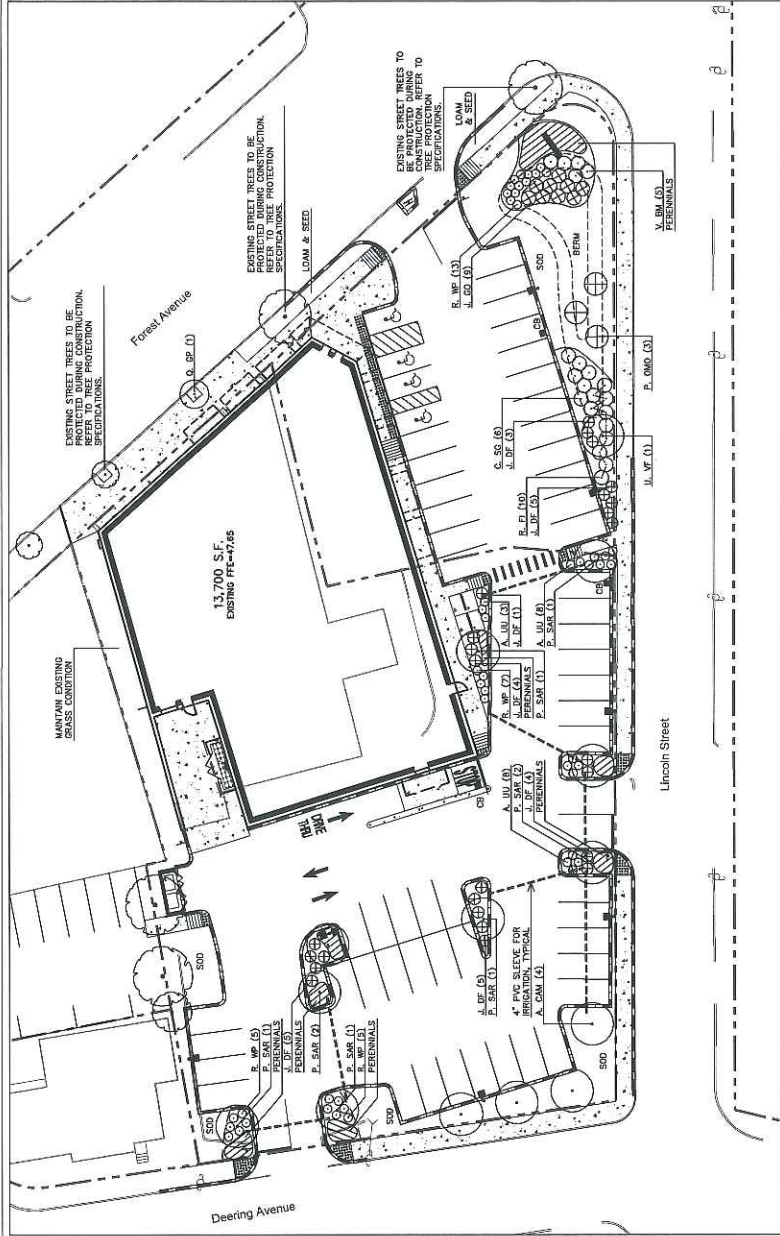 EXISTING STREET TREES TO BE
PROTECTED DURING CONSTRUCTION.
REFER TO TREE PROTECTION
SPECIFICATIONS.
Forest Avenue
Q. GP (1)
EXISTING STREET TREES TO BE
PROTECTED DURING CONSTRUCTION.
REFER TO TREE PROTECTION
SPECIFICATIONS.
LOAM & SEED
EXISTING STREET TREES TO
BE PROTECTED DURING
CONSTRUCTION. REFER TO
TREE PROTECTION
SPECIFICATIONS.
LOAM
& SEED
MAINTAIN EXISTING
GRASS CONDITION
13,700 S.F.
EXISTING FFE=47.65
R. WP (13)
J. GO (9)
SOD
BERM
CB
V. BM (5)
PERENNIALS
P. OMO (3)
C. SG (6)
J. DF (3)
U. VF (1)
R. FI (10)
J. DF (5)
CB
A. UU (3)
J. DF (1)
A. UU (8)
P. SAR (1)
R. WP (7)
J. DF (4)
PERENNIALS
P. SAR (1)
DRIVE
THRU
CB
A. UU (8)
P. SAR (2)
J. DF (4)
PERENNIALS
Lincoln Street
SOD
R. WP (5)
P. SAR (1)
PERENNIALS
J. DF (5)
PERENNIALS
P. SAR (2)
P. SAR (1)
R. WP (5)
PERENNIALS
J. DF (5)
P. SAR (1)
4" PVC SLEEVE FOR
IRRIGATION, TYPICAL
A. CAM (4)
SOD
SOD
SOD
Deering Avenue